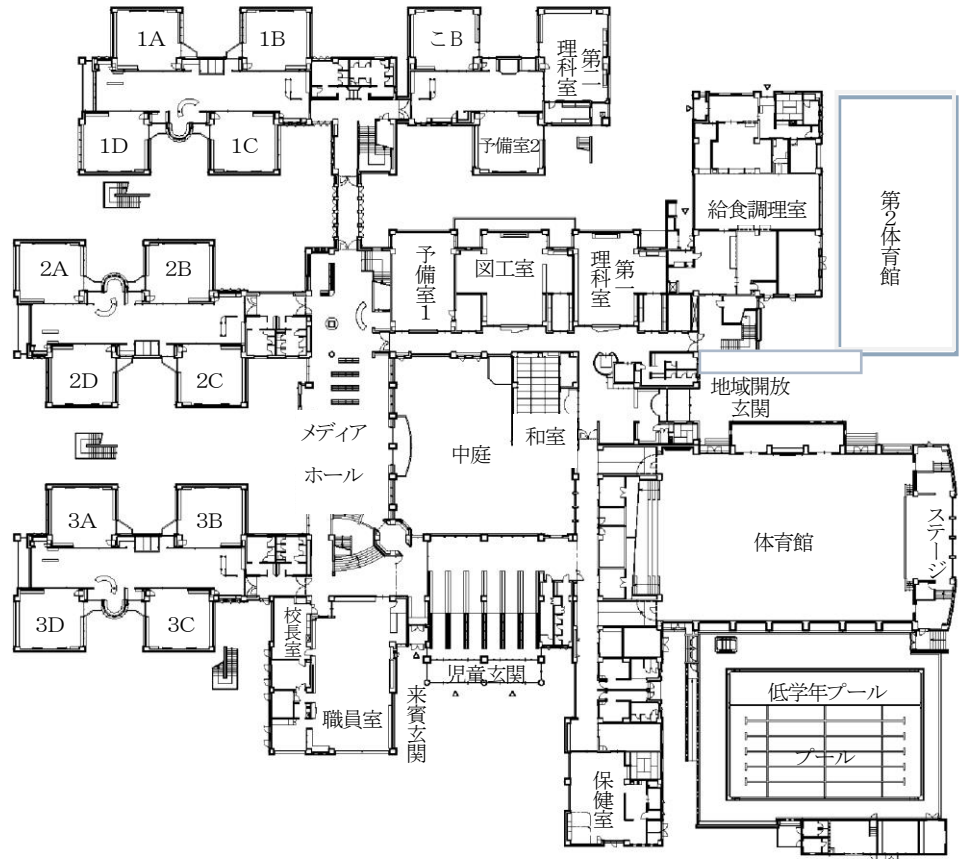 1A
1B
こB
第二
理科室
1D
1C
予備室2
給食調理室
第2体育館
2A
2B
予備室1
図工室
第一
理科室
2D
2C
地域開放
玄関
メディア
ホール
中庭
和室
3A
3B
体育館
ステージ
3D
3C
校長室
職員室
来賓玄関
児童玄関
低学年プール
プール
保健室